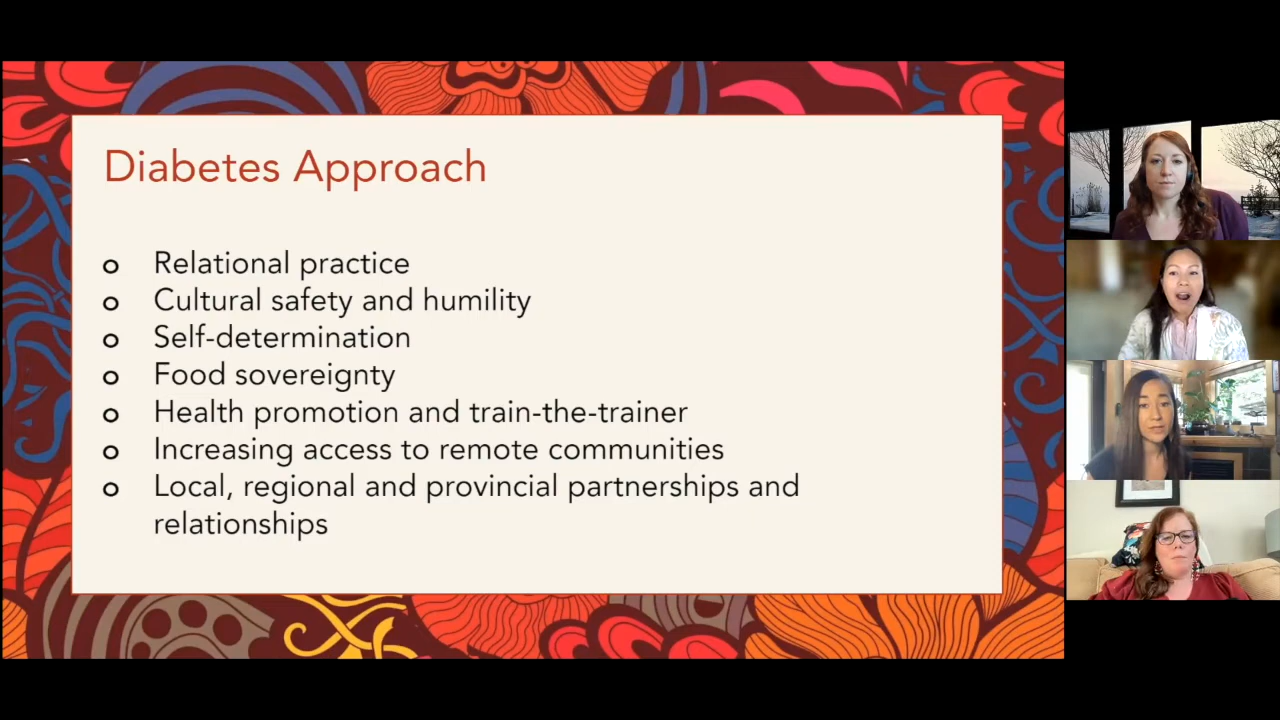 Diabetes Approach
o Relational practice
o Cultural safety and humility
o Self-determination
o Food sovereignty
o Health promotion and train-the-trainer
o Increasing access to remote communities
o Local, regional and provincial partnerships and
relationships